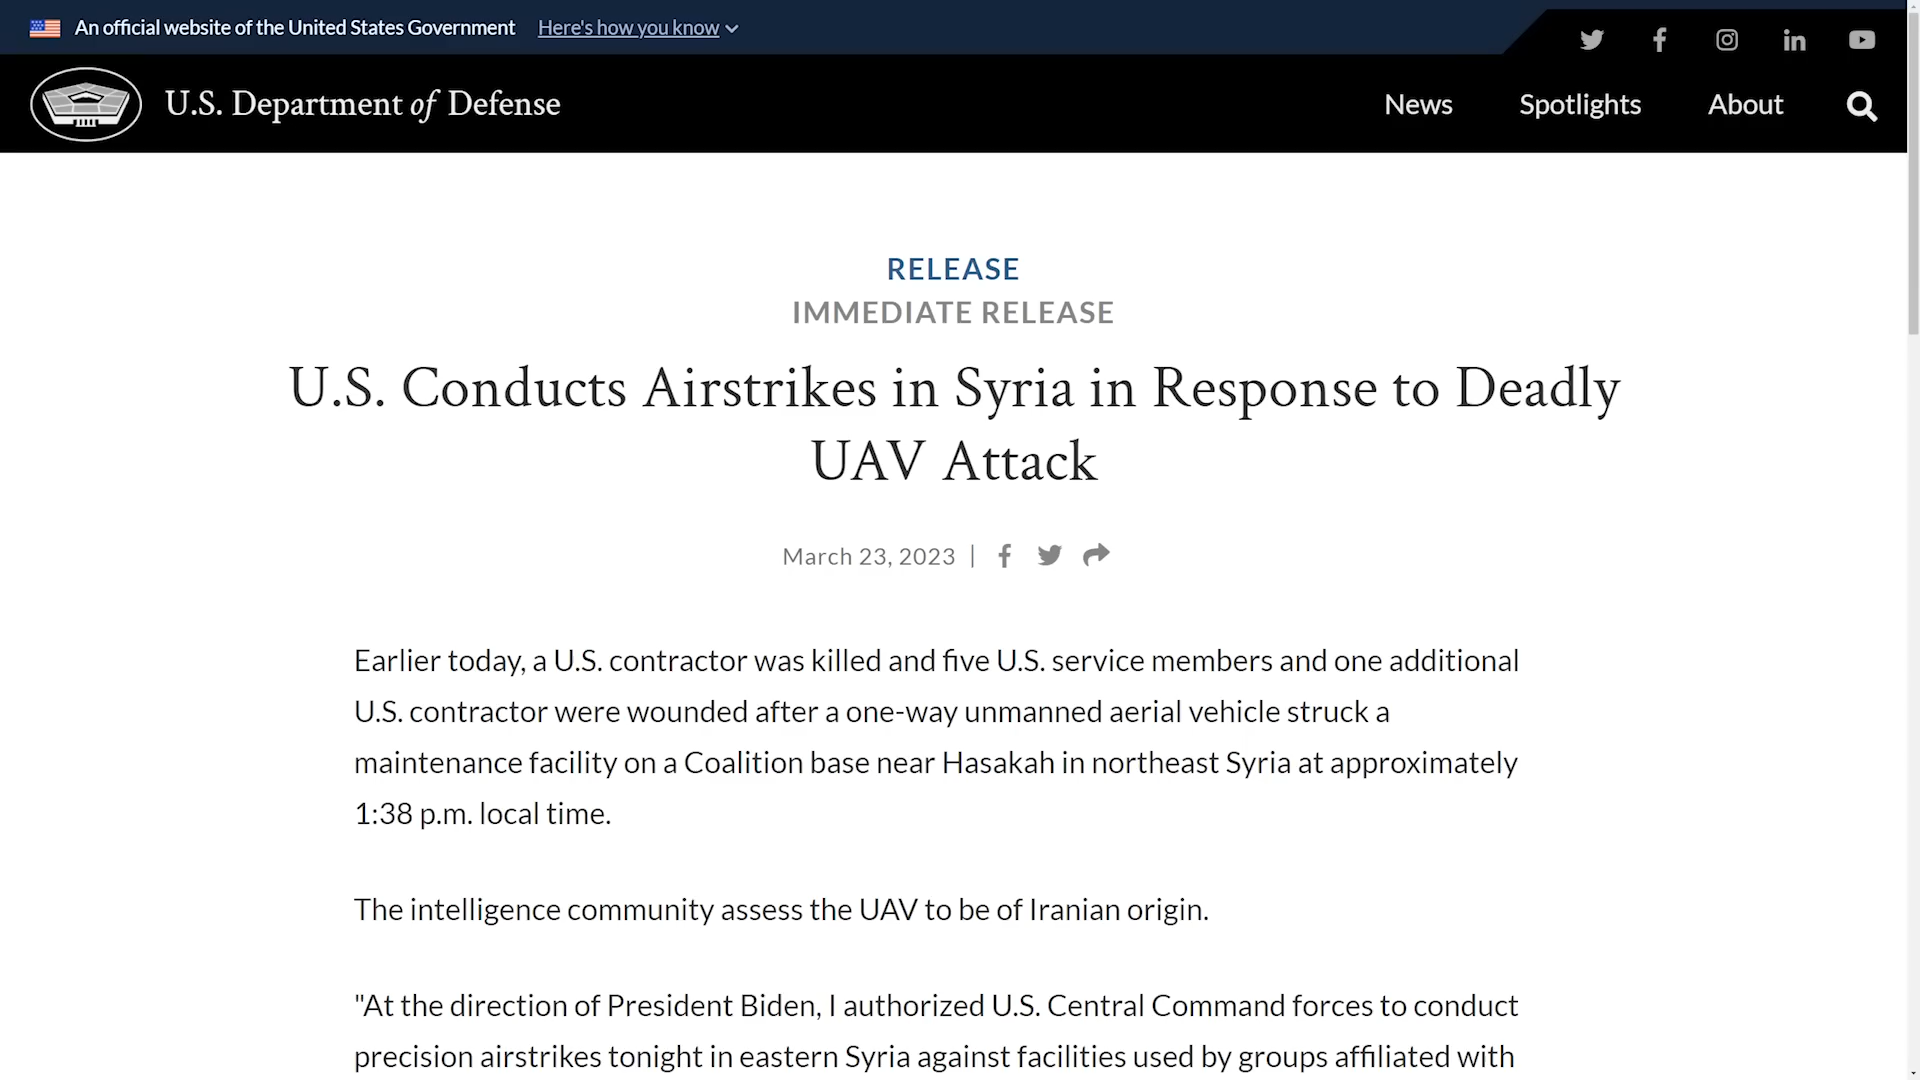 An official website of the United States Government Here's how you know
U.S. Department of Defense
News Spotlights About
RELEASE
IMMEDIATE RELEASE
U.S. Conducts Airstrikes in Syria in Response to Deadly
UAV Attack
March 23, 2023 |
Earlier today, a U.S. contractor was killed and five U.S. service members and one additional
U.S. contractor were wounded after a one-way unmanned aerial vehicle struck a
maintenance facility on a Coalition base near Hasakah in northeast Syria at approximately
1:38 p.m. local time.
The intelligence community assess the UAV to be of Iranian origin.
"At the direction of President Biden, I authorized U.S. Central Command forces to conduct
precision airstrikes tonight in eastern Syria against facilities used by groups affiliated with